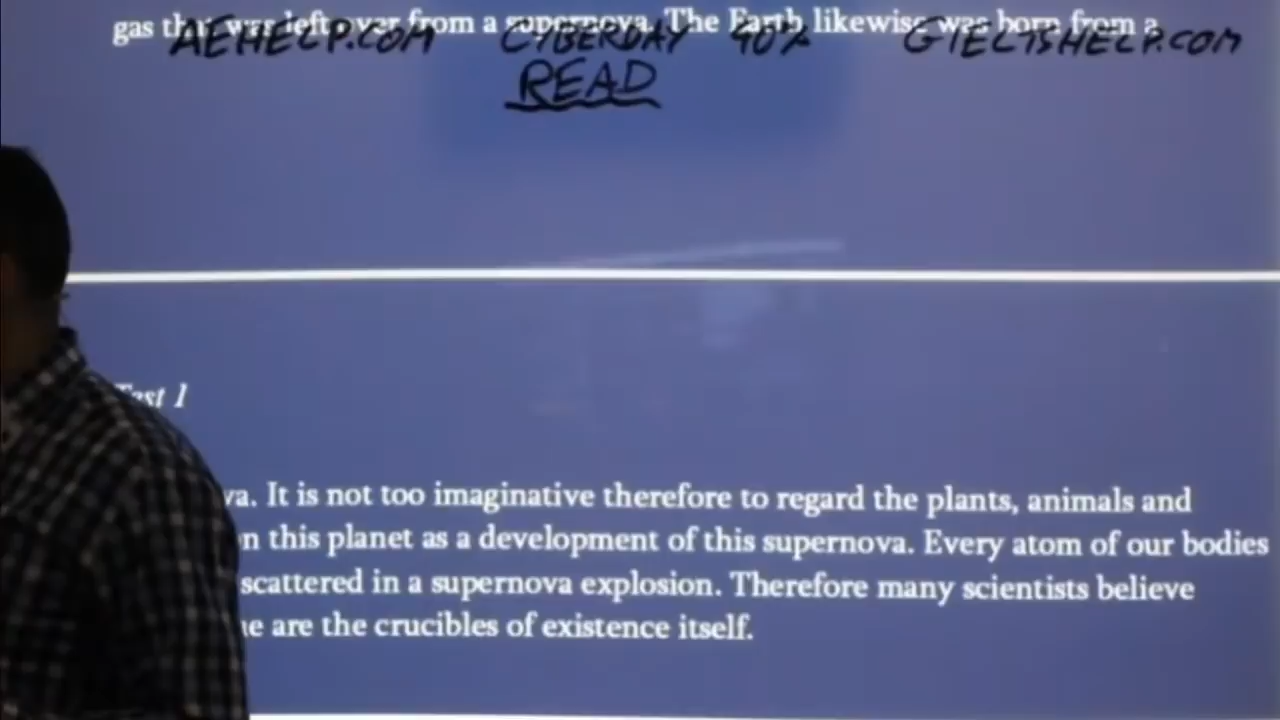 gas that was left over from a supernova. The Earth likewise was born from a
AEHELP.COM CYBERDAY 90% GIELTSHELP.COM
READ
Test 1
va. It is not too imaginative therefore to regard the plants, animals and
n this planet as a development of this supernova. Every atom of our bodies
scattered in a supernova explosion. Therefore many scientists believe
are the crucibles of existence itself.